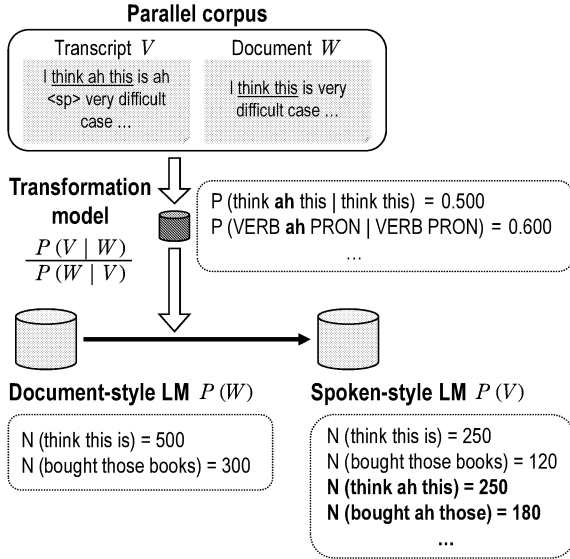 Parallel corpus
Transcript V
I think ah this is ah
<sp> very difficult
case ...
Document W
I think this is very
difficult case ...
Transformation
model
P (V | W)
P (W | V)
P (think ah this | think this) = 0.500
P (VERB ah PRON | VERB PRON) = 0.600
...
Document-style LM P (W)
N (think this is) = 500
N (bought those books) = 300
Spoken-style LM P (V)
N (think this is) = 250
N (bought those books) = 120
N (think ah this) = 250
N (bought ah those) = 180
...